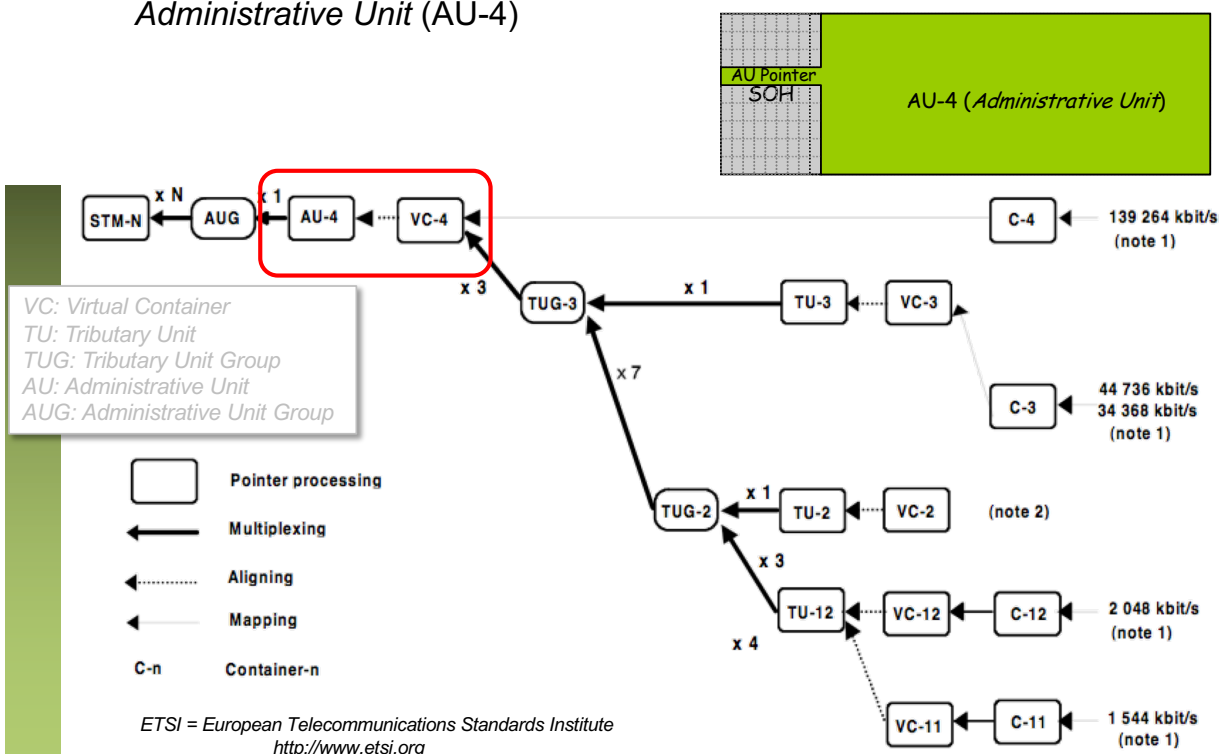 Administrative Unit (AU-4)
AU Pointer
SOH
AU-4 (Administrative Unit)
STM-N
x N
AUG
x 1
AU-4
VC-4
C-4
139 264 kbit/s
(note 1)
x 3
TUG-3
x 1
TU-3
VC-3
VC: Virtual Container
TU: Tributary Unit
TUG: Tributary Unit Group
AU: Administrative Unit
AUG: Administrative Unit Group
x 7
C-3
44 736 kbit/s
34 368 kbit/s
(note 1)
Pointer processing
Multiplexing
Aligning
Mapping
C-n Container-n
TUG-2
x 1
TU-2
VC-2
(note 2)
x 3
TU-12
VC-12
C-12
2 048 kbit/s
(note 1)
x 4
VC-11
C-11
1 544 kbit/s
(note 1)
ETSI = European Telecommunications Standards Institute
http://www.etsi.org